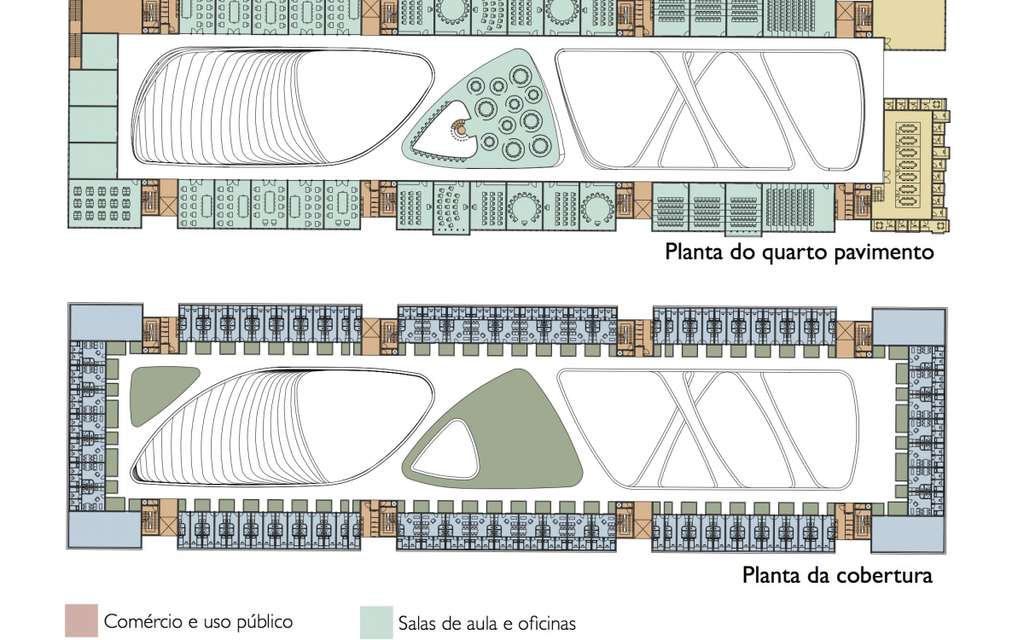 Planta do quarto pavimento
Planta da cobertura
Comércio e uso público
Salas de aula e oficinas